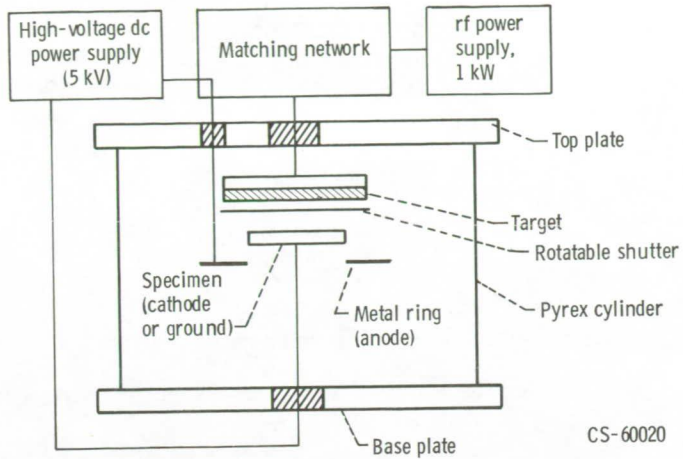 High-voltage dc
power supply
(5 kV)
Matching network
rf power
supply,
1 kW
Top plate
Target
Rotatable shutter
Specimen
(cathode
or ground)
Metal ring
(anode)
Pyrex cylinder
Base plate
CS-60020